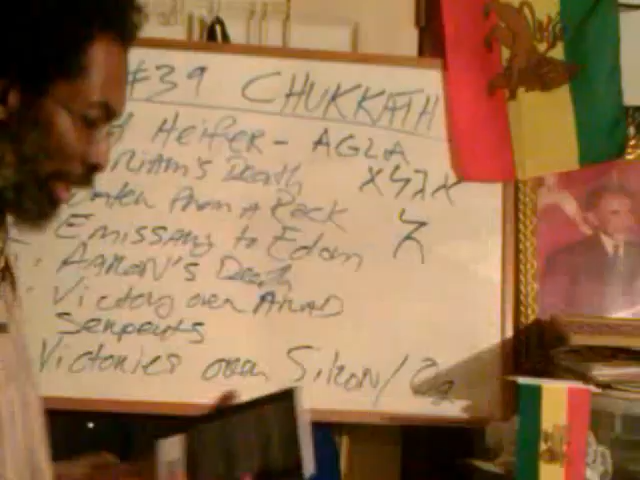 #39 CHUKKATH
Heifer - AGLA
MIRIAM'S Death
Water From A Rock
Emissary to Edom
AARON'S Death
Victory over ARAD
Serpents
Victories over Sihon/Og